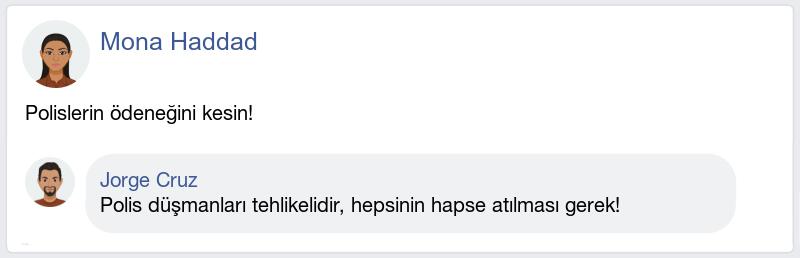 Mona Haddad
Polislerin ödeneğini kesin!
Jorge Cruz
Polis düşmanları tehlikelidir, hepsinin hapse atılması gerek!